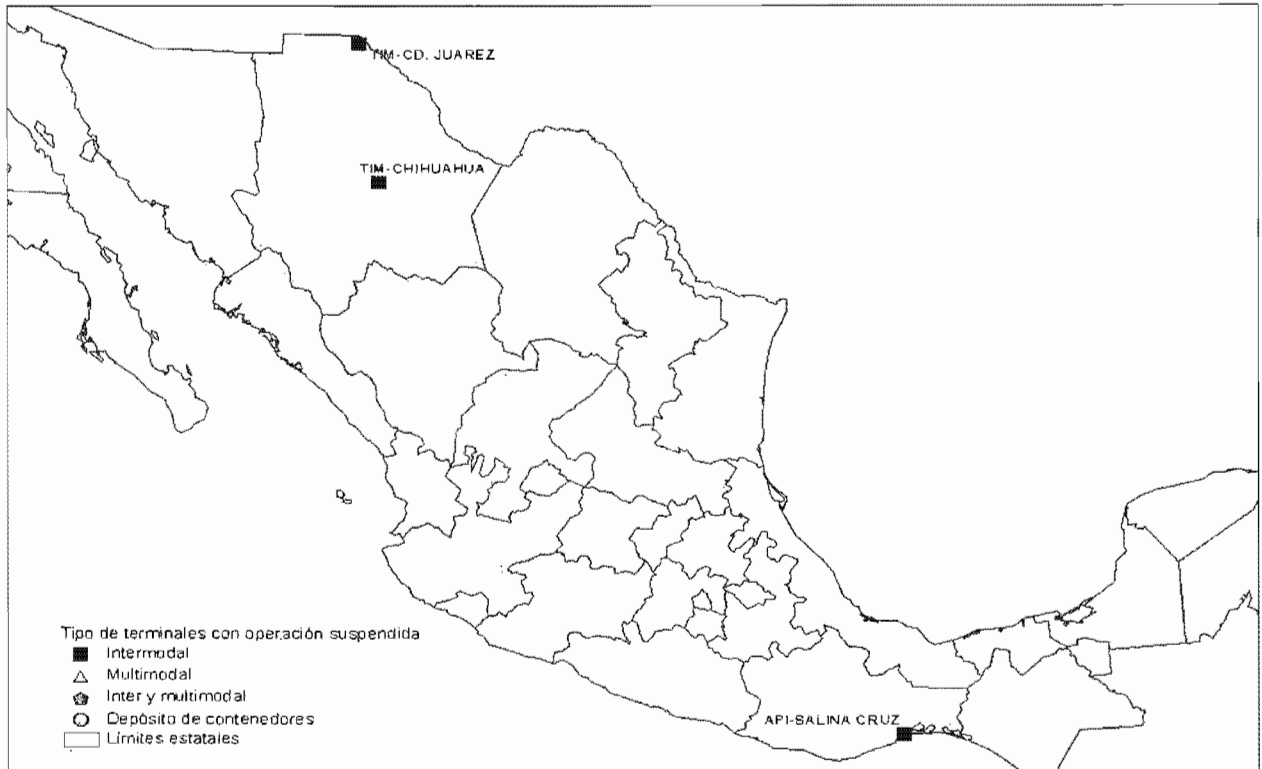 TIM-CD. JUAREZ
TIM-CHIHUAHUA
Tipo de terminales con operación suspendida
Intermodal
Multimodal
Inter y multimodal
Depósito de contenedores
Límites estatales
API-SALINA CRUZ